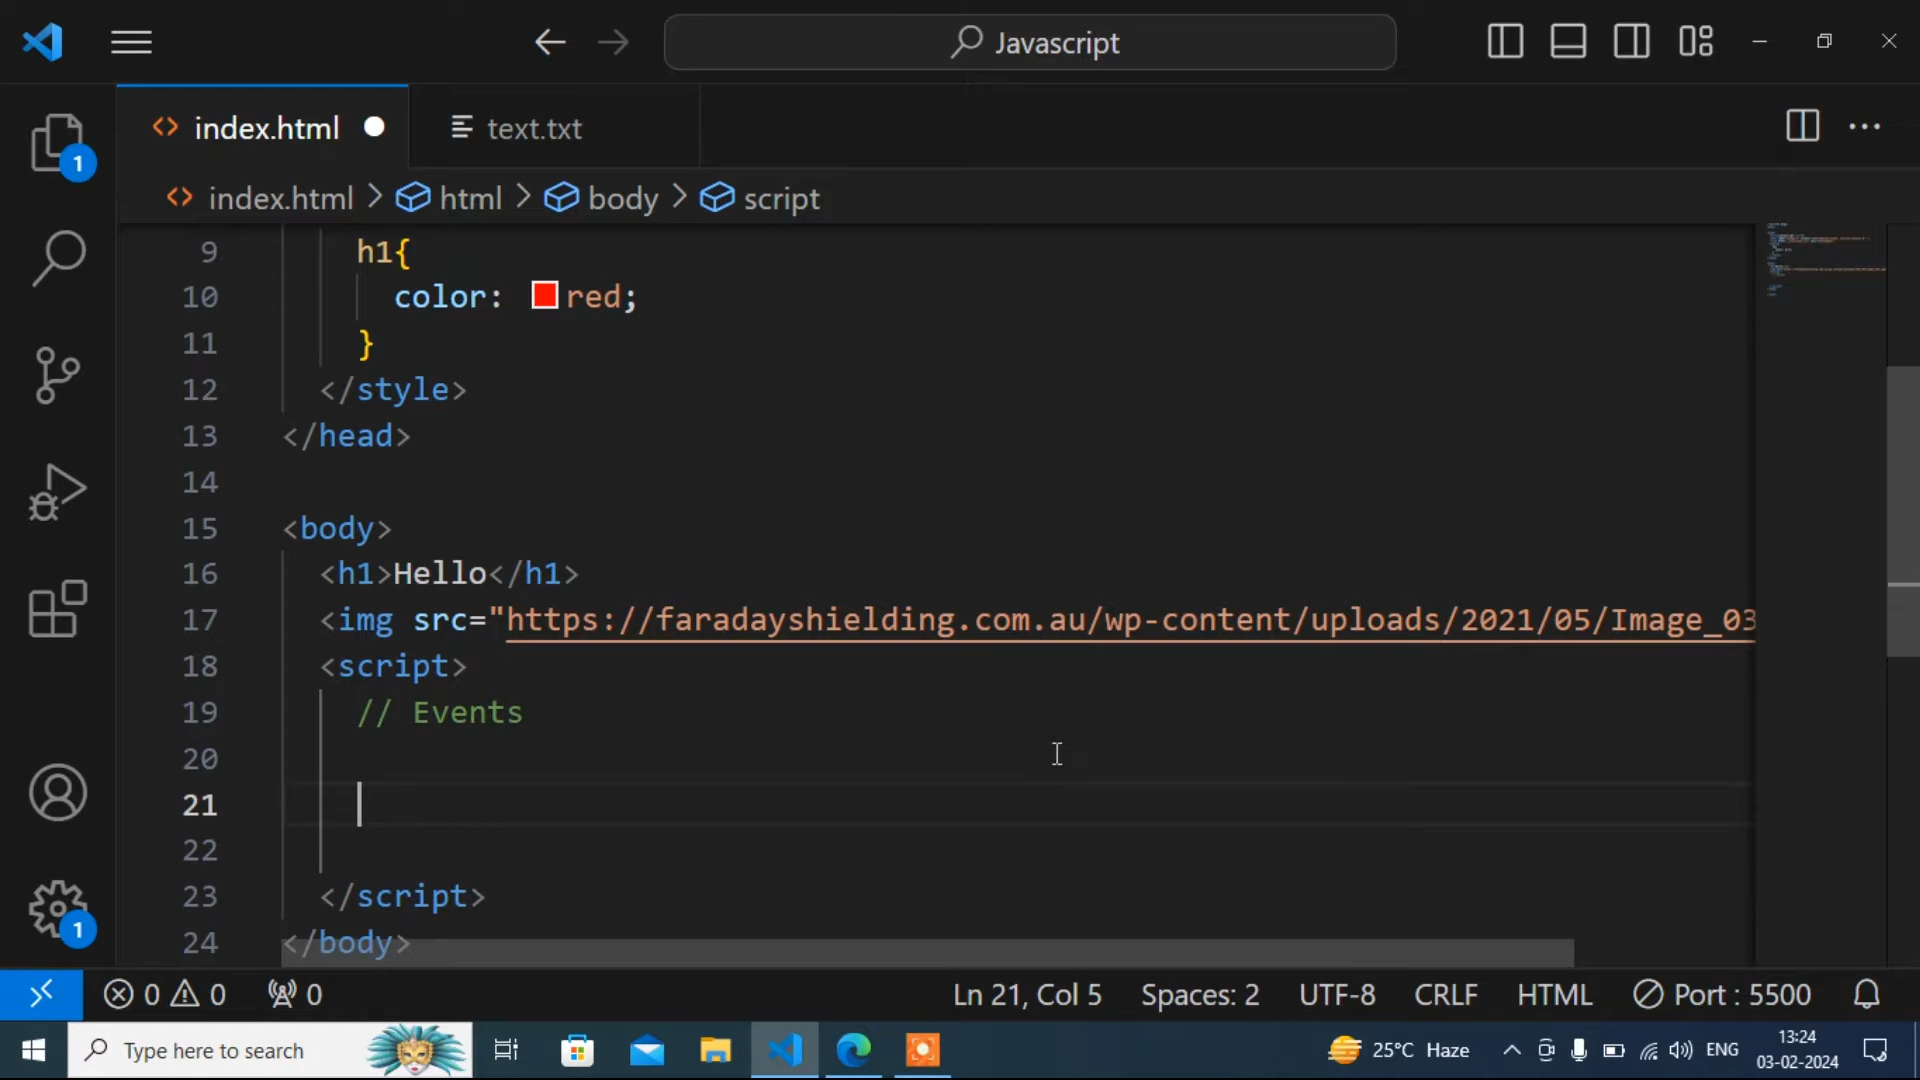 Javascript
index.html
text.txt
index.html > html > body > script
9 h1{
10 color: red;
11 }
12 </style>
13 </head>
14
15 <body>
16 <h1>Hello</h1>
17 <img src="https://faradayshielding.com.au/wp-content/uploads/2021/05/Image_03
18 <script>
19 // Events
20
21
22
23 </script>
24 </body>
1
1
0 0 0
Ln 21, Col 5 Spaces: 2 UTF-8 CRLF HTML Port : 5500
Type here to search
25°C Haze
ENG
13:24
03-02-2024